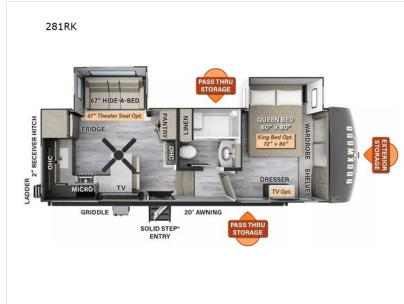 281RK
PASS THRU
STORAGE
67" HIDE-A-BED
67" Theater Seat Opt.
QUEEN BED
60" x 80"
King Bed Opt.
72" x 80"
LINEN
PANTRY
FRIDGE
OHC
OHC
WARDROBE
ROCKWOOD
EXTERIOR
STORAGE
LADDER
2" RECEIVER HITCH
MICRO
TV
DRESSER
TV Opt.
SHELVES
GRIDDLE
20' AWNING
SOLID STEP®
ENTRY
PASS THRU
STORAGE